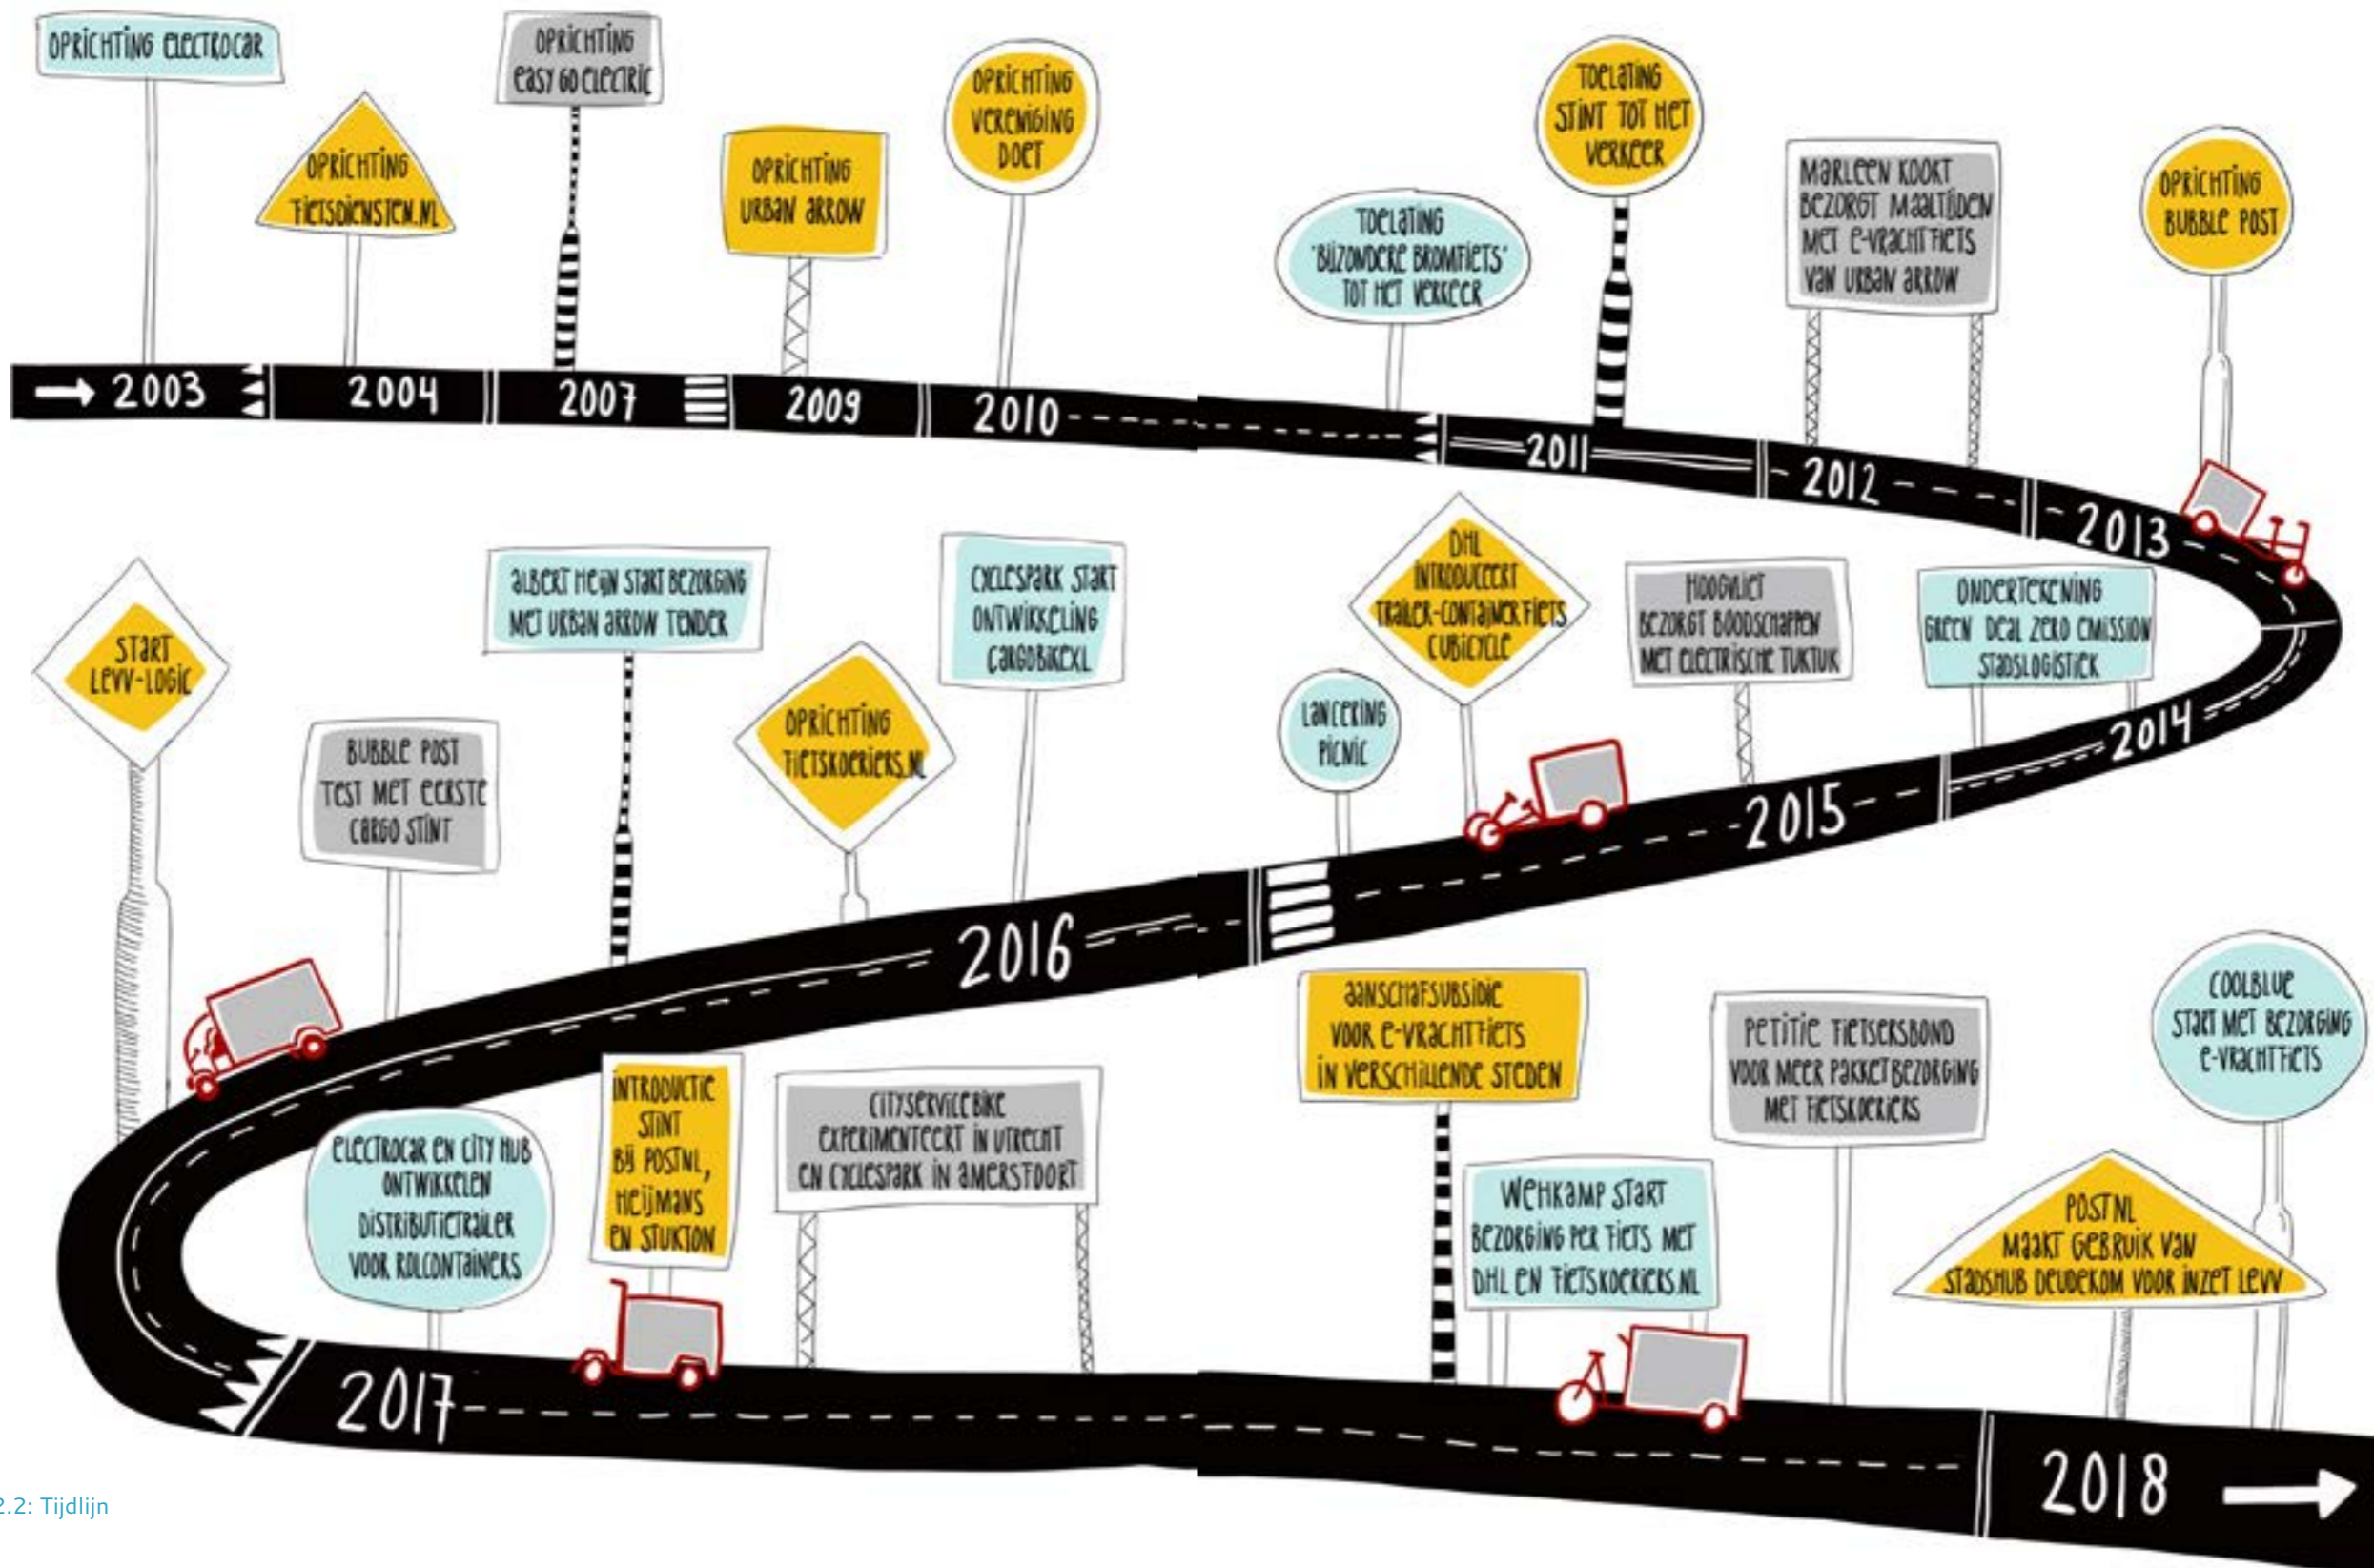 OPRICHTING ELECTROCAR
OPRICHTING
FIETSDIENSTEN.NL
OPRICHTING
EASY GO ELECTRIC
OPRICHTING
URBAN ARROW
OPRICHTING
VERENIGING
DOET
TOELATING
'BIJZONDERE BROMFIETS'
TOT HET VERKEER
TOELATING
STINT TOT HET
VERKEER
MARLEEN KOOKT
BEZORGT MAALTIJDEN
MET E-VRACHTFIETS
VAN URBAN ARROW
OPRICHTING
BUBBLE POST
2003
2004
2007
2009
2010
2011
2012
2013
ONDERTEKENING
GREEN DEAL ZERO EMISSION
STADSLOGISTIEK
2014
HOOGVLIET
BEZORGT BOODSCHAPPEN
MET ELECTRISCHE TUKTUK
DHL
INTRODUCEERT
TRAILER-CONTAINERFIETS
CUBICYCLE
LANCERING
PICNIC
2015
CYCLESPARK START
ONTWIKKELING
CARGOBIKEXL
OPRICHTING
FIETSKOERIERS.NL
ALBERT HEIJN START BEZORGING
MET URBAN ARROW TENDER
BUBBLE POST
TEST MET EERSTE
CARGO STINT
START
LEVV-LOGIC
2016
ELECTROCAR EN CITY HUB
ONTWIKKELEN
DISTRIBUTIETRAILER
VOOR ROLCONTAINERS
INTRODUCTIE
STINT
BIJ POSTNL,
HEIJMANS
EN STUKTON
CITYSERVICEBIKE
EXPERIMENTEERT IN UTRECHT
EN CYCLESPARK IN AMERSFOORT
AANSCHAFSUBSIDIE
VOOR E-VRACHTFIETS
IN VERSCHILLENDE STEDEN
WEHKAMP START
BEZORGING PER FIETS MET
DHL EN FIETSKOERIERS.NL
PETITIE FIETSERSBOND
VOOR MEER PAKKETBEZORGING
MET FIETSKOERIERS
2017
POSTNL
MAAKT GEBRUIK VAN
STADSHUB DEUDEKOM VOOR INZET LEVV
COOLBLUE
START MET BEZORGING
E-VRACHTFIETS
2018
2.2: Tijdlijn